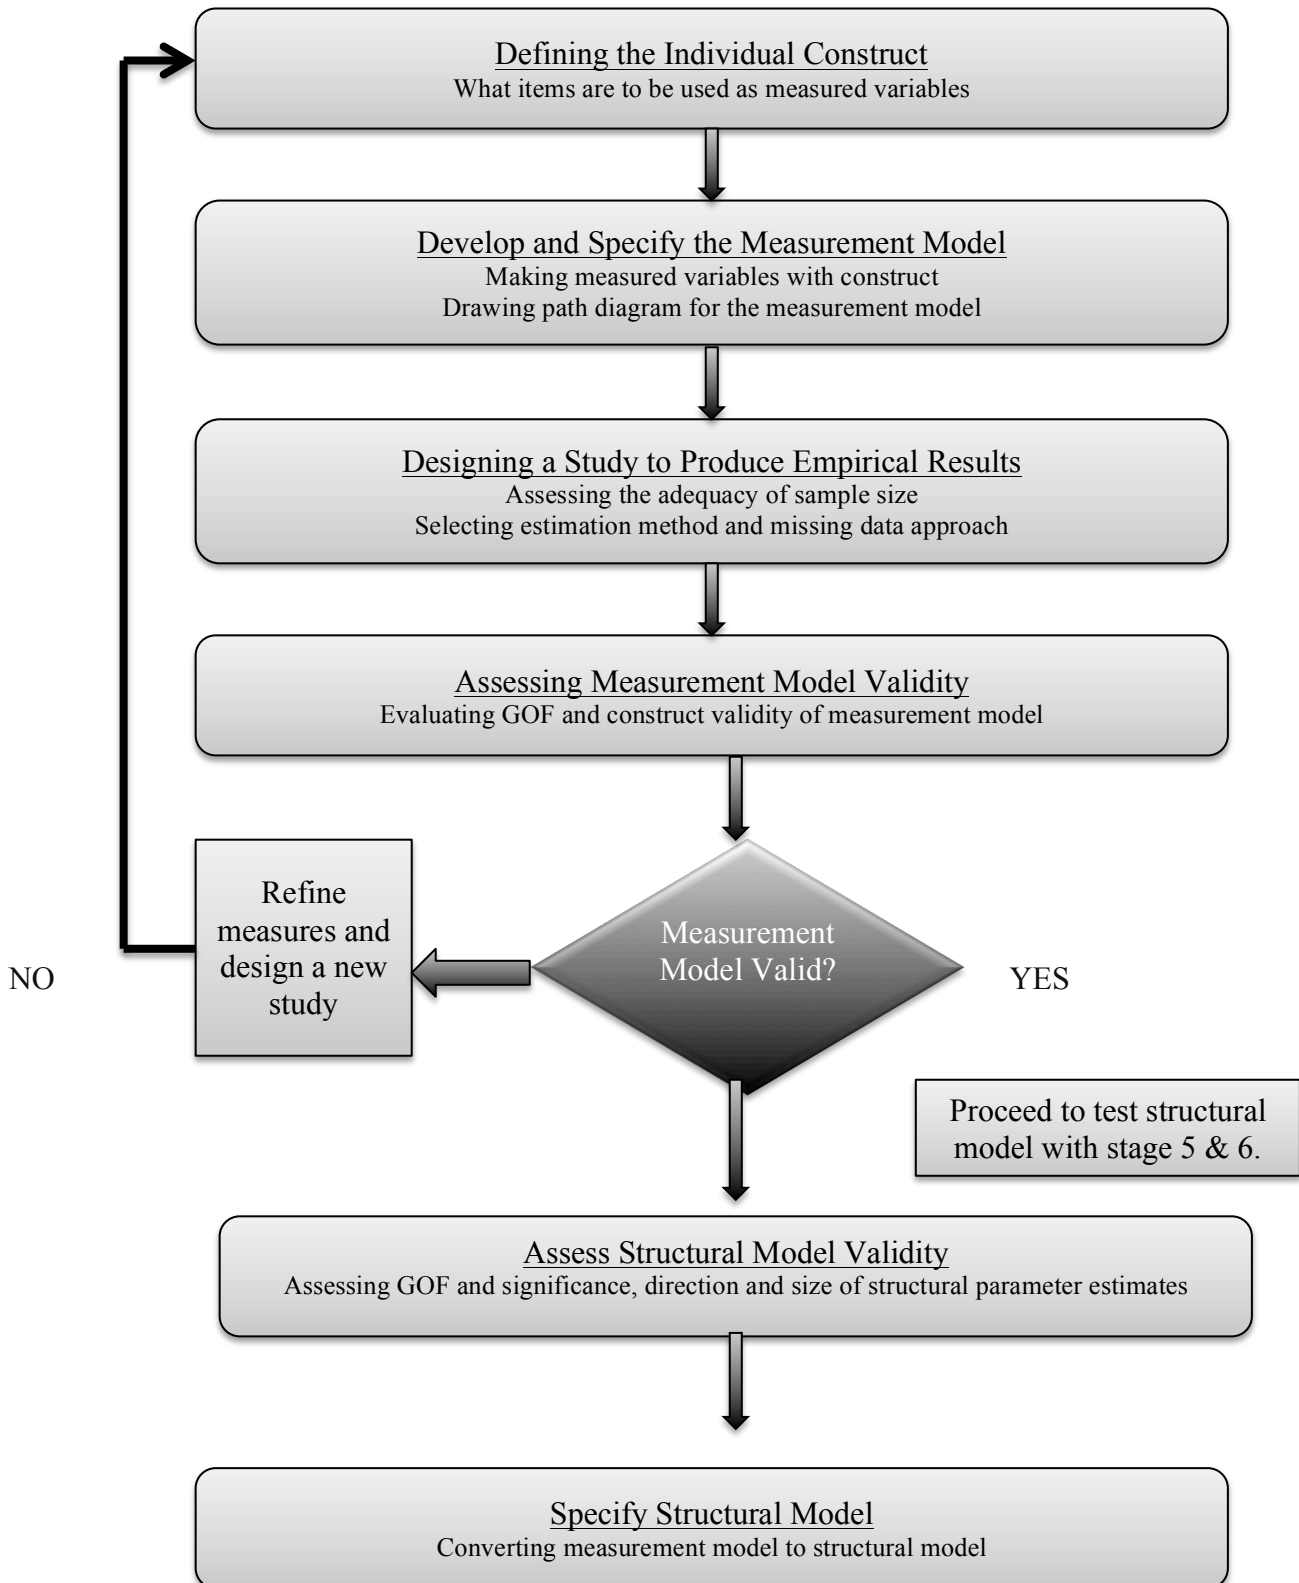 Defining the Individual Construct
What items are to be used as measured variables
Develop and Specify the Measurement Model
Making measured variables with construct
Drawing path diagram for the measurement model
Designing a Study to Produce Empirical Results
Assessing the adequacy of sample size
Selecting estimation method and missing data approach
Assessing Measurement Model Validity
Evaluating GOF and construct validity of measurement model
Refine
measures and
design a new
study
Measurement
Model Valid?
NO
YES
Proceed to test structural
model with stage 5 & 6.
Assess Structural Model Validity
Assessing GOF and significance, direction and size of structural parameter estimates
Specify Structural Model
Converting measurement model to structural model